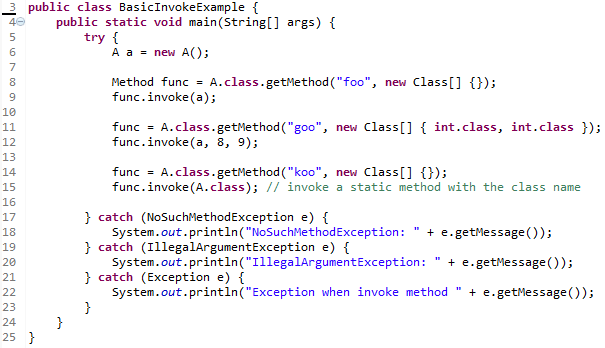 3 public class BasicInvokeExample {
4 public static void main(String[] args) {
5 try {
6 A a = new A();
7
8 Method func = A.class.getMethod("foo", new Class[] {});
9 func.invoke(a);
10
11 func = A.class.getMethod("goo", new Class[] { int.class, int.class });
12 func.invoke(a, 8, 9);
13
14 func = A.class.getMethod("koo", new Class[] {});
15 func.invoke(A.class); // invoke a static method with the class name
16
17 } catch (NoSuchMethodException e) {
18 System.out.println("NoSuchMethodException: " + e.getMessage());
19 } catch (IllegalArgumentException e) {
20 System.out.println("IllegalArgumentException: " + e.getMessage());
21 } catch (Exception e) {
22 System.out.println("Exception when invoke method " + e.getMessage());
23 }
24 }
25 }